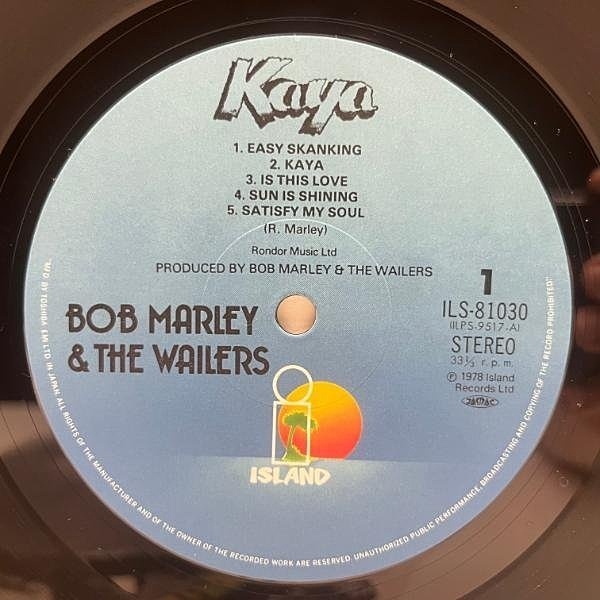 Kaya
1. EASY SKANKING
2. KAYA
3. IS THIS LOVE
4. SUN IS SHINING
5. SATISFY MY SOUL
(R. Marley)
Rondor Music Ltd
PRODUCED BY BOB MARLEY & THE WAILERS
BOB MARLEY
& THE WAILERS
1
ILS-81030
(ILPS-9517-A)
STEREO
33⅓ r. p. m.
℗ 1978 Island
Records Ltd
JASRAC
i
ISLAND
"M'F'D BY TOSHIBA EMI LTD IN JAPAN ALL RIGHTS OF THE MANUFACTURER AND OF THE OWNER OF THE RECORDED WORK ARE RESERVED. UNAUTHORIZED PUBLIC PERFORMANCE, BROADCASTING AND COPYING OF THE RECORD PROHIBITED"